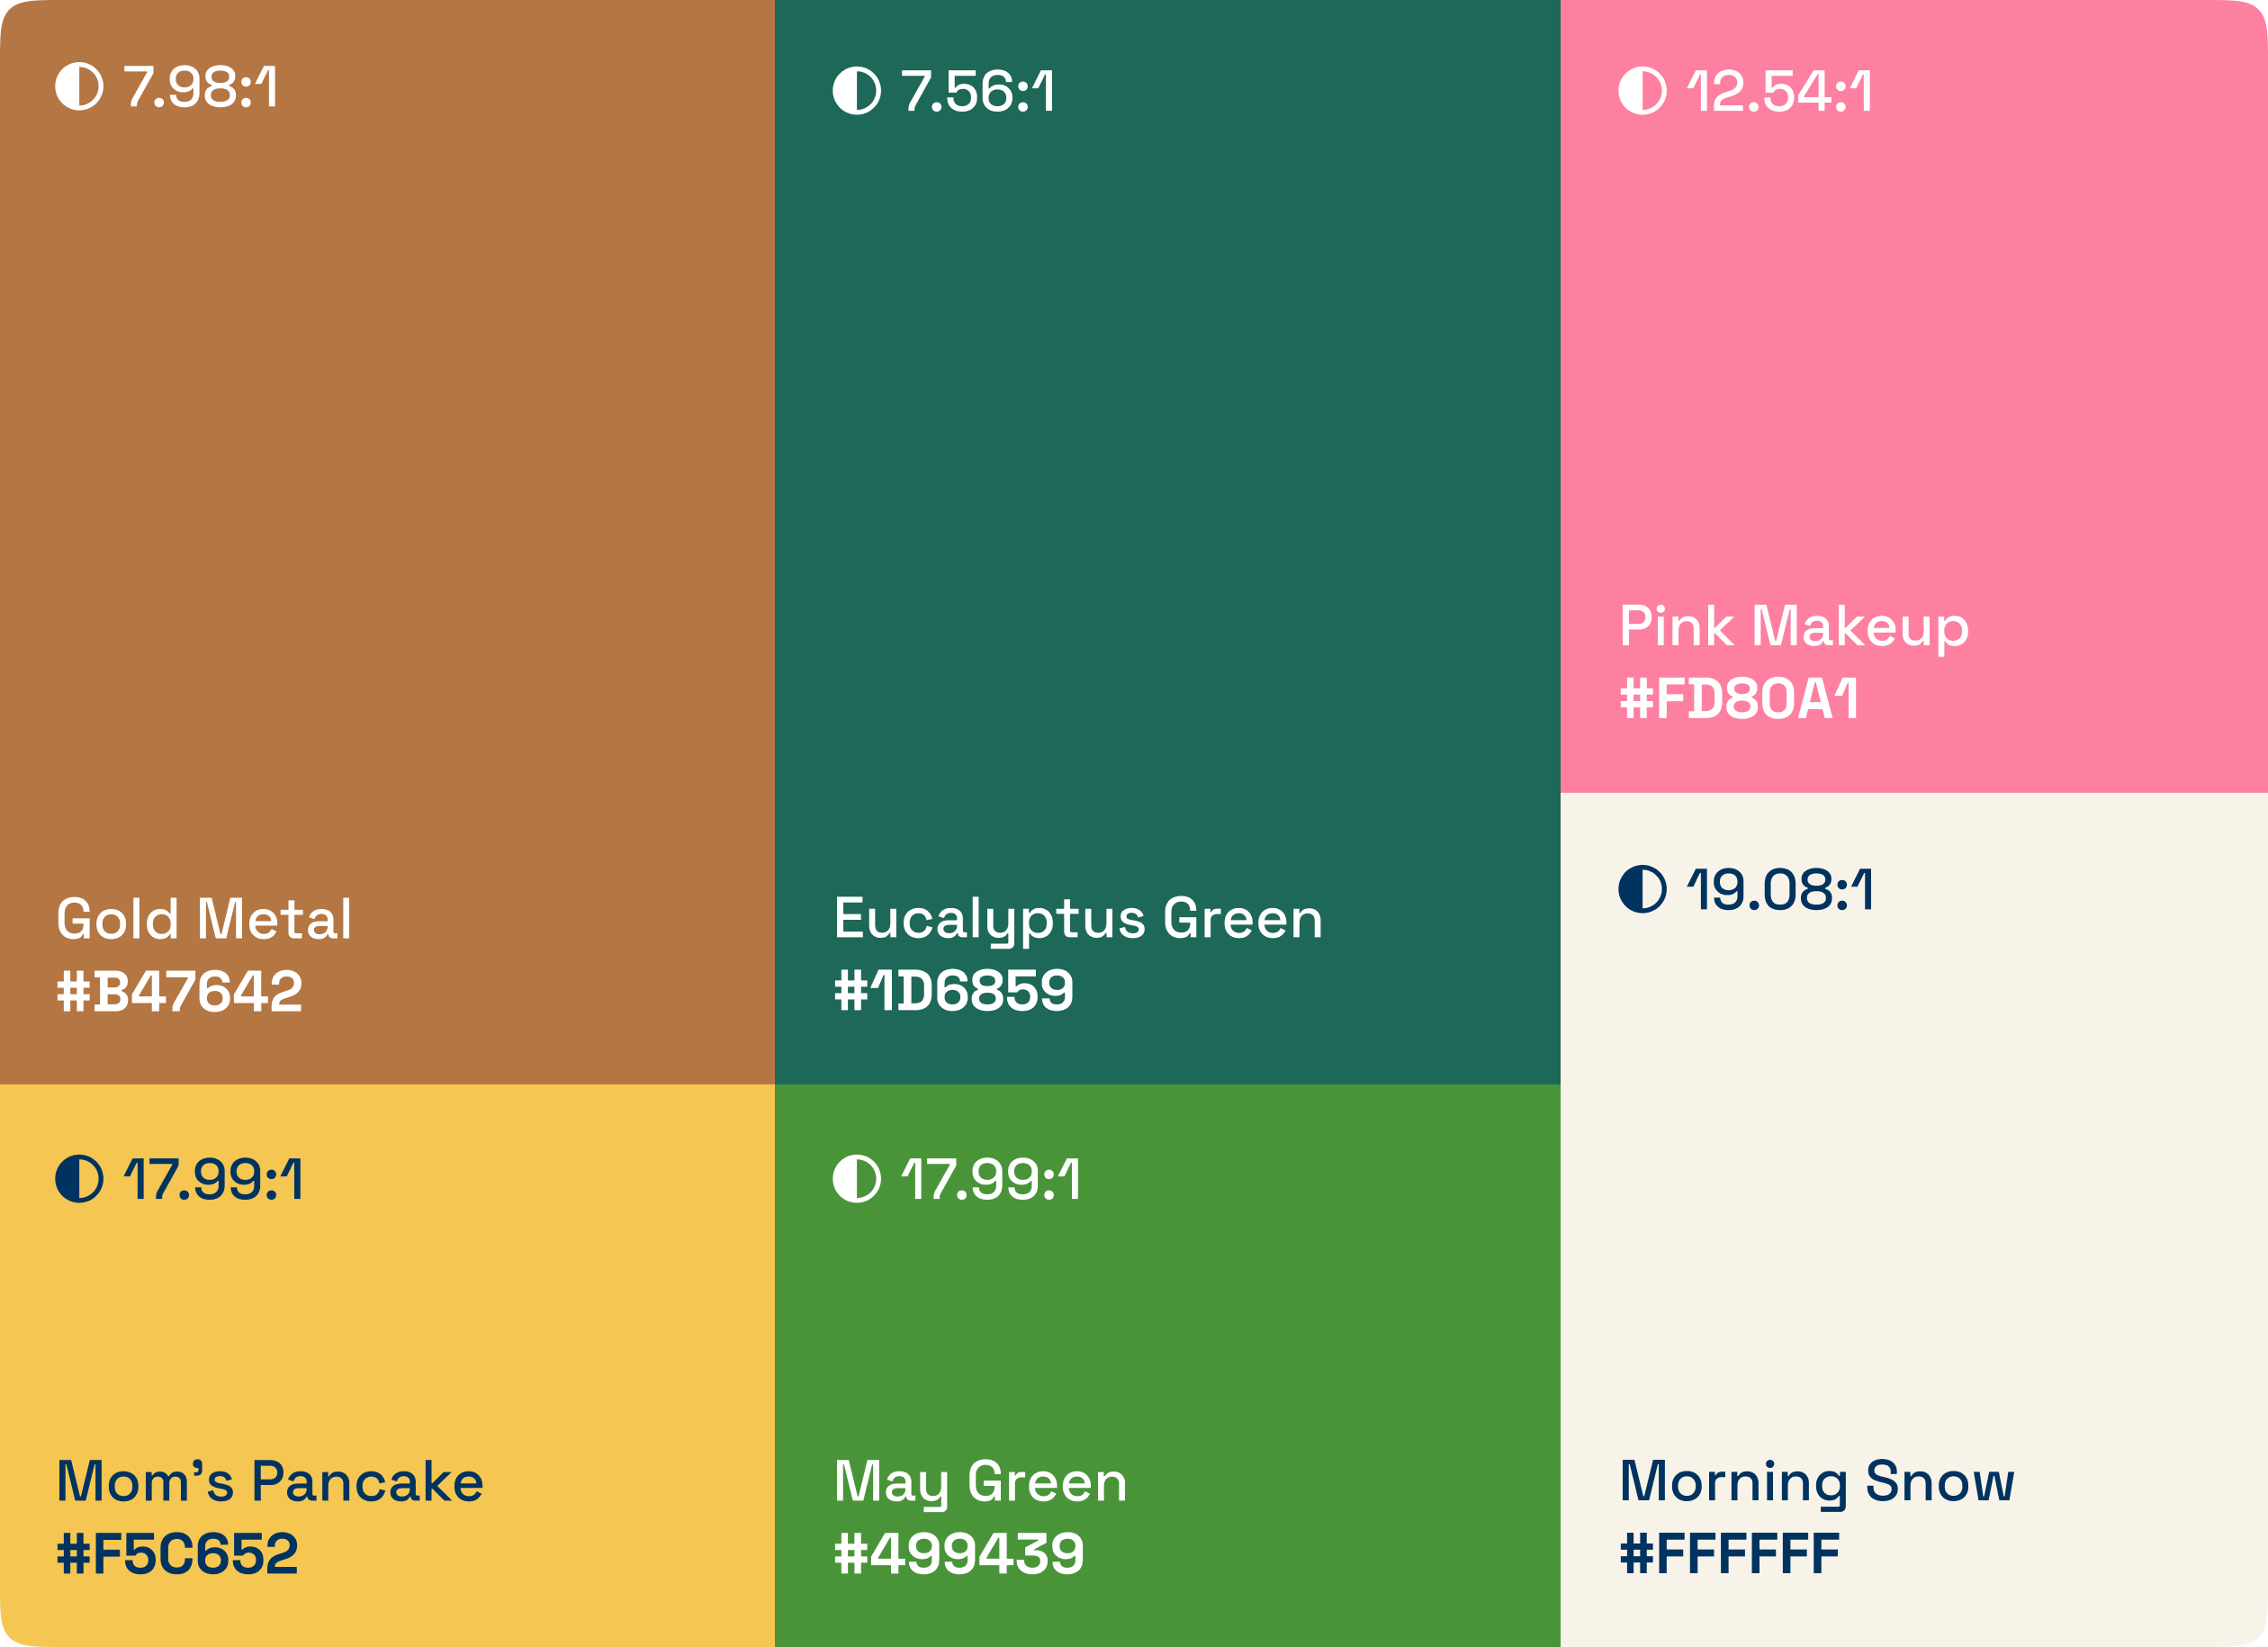 7.98:1
Gold Metal
#B47642
7.56:1
Eucalyptus Green
#1D6859
12.54:1
Pink Makeup
#FD80A1
17.99:1
Mom's Pancake
#F5C652
17.99:1
May Green
#499438
19.08:1
Morning Snow
#FFFFFF